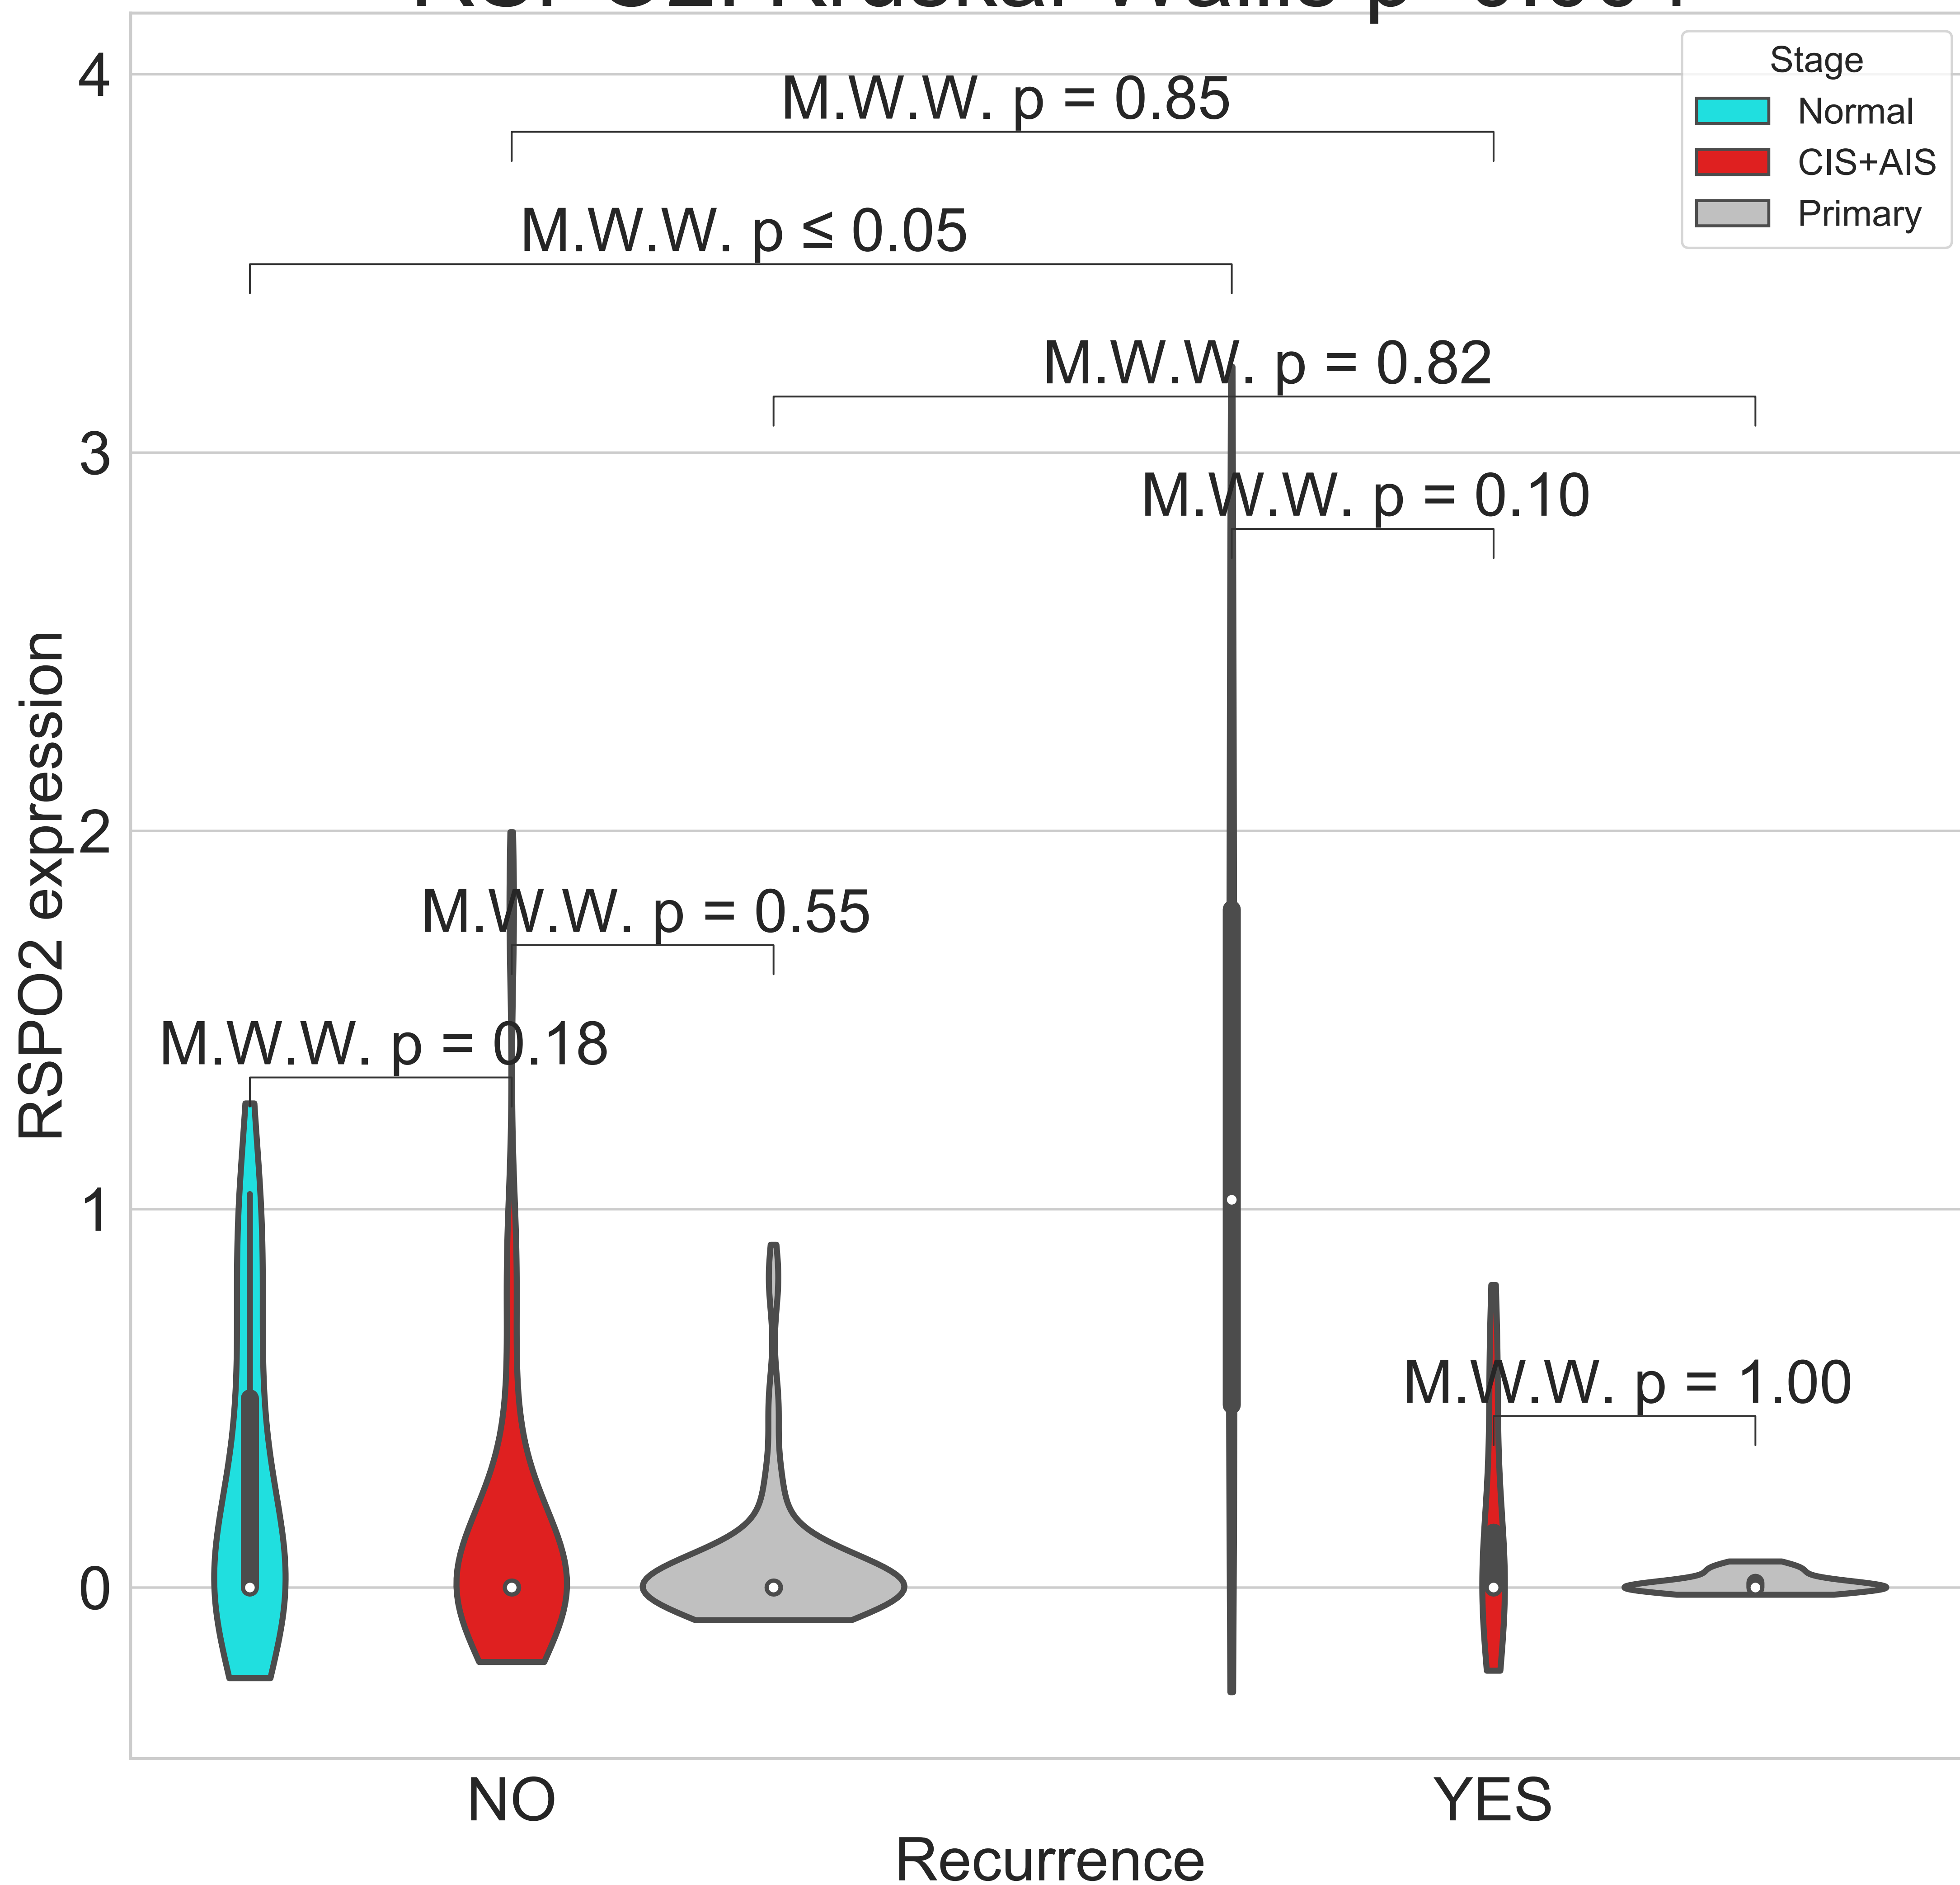 4
3
2
1
0
RSPO2 expression
M.W.W. p = 0.85
M.W.W. p ≤ 0.05
M.W.W. p = 0.82
M.W.W. p = 0.10
M.W.W. p = 0.55
M.W.W. p = 0.18
M.W.W. p = 1.00
Stage
Normal
CIS+AIS
Primary
NO
YES
Recurrence